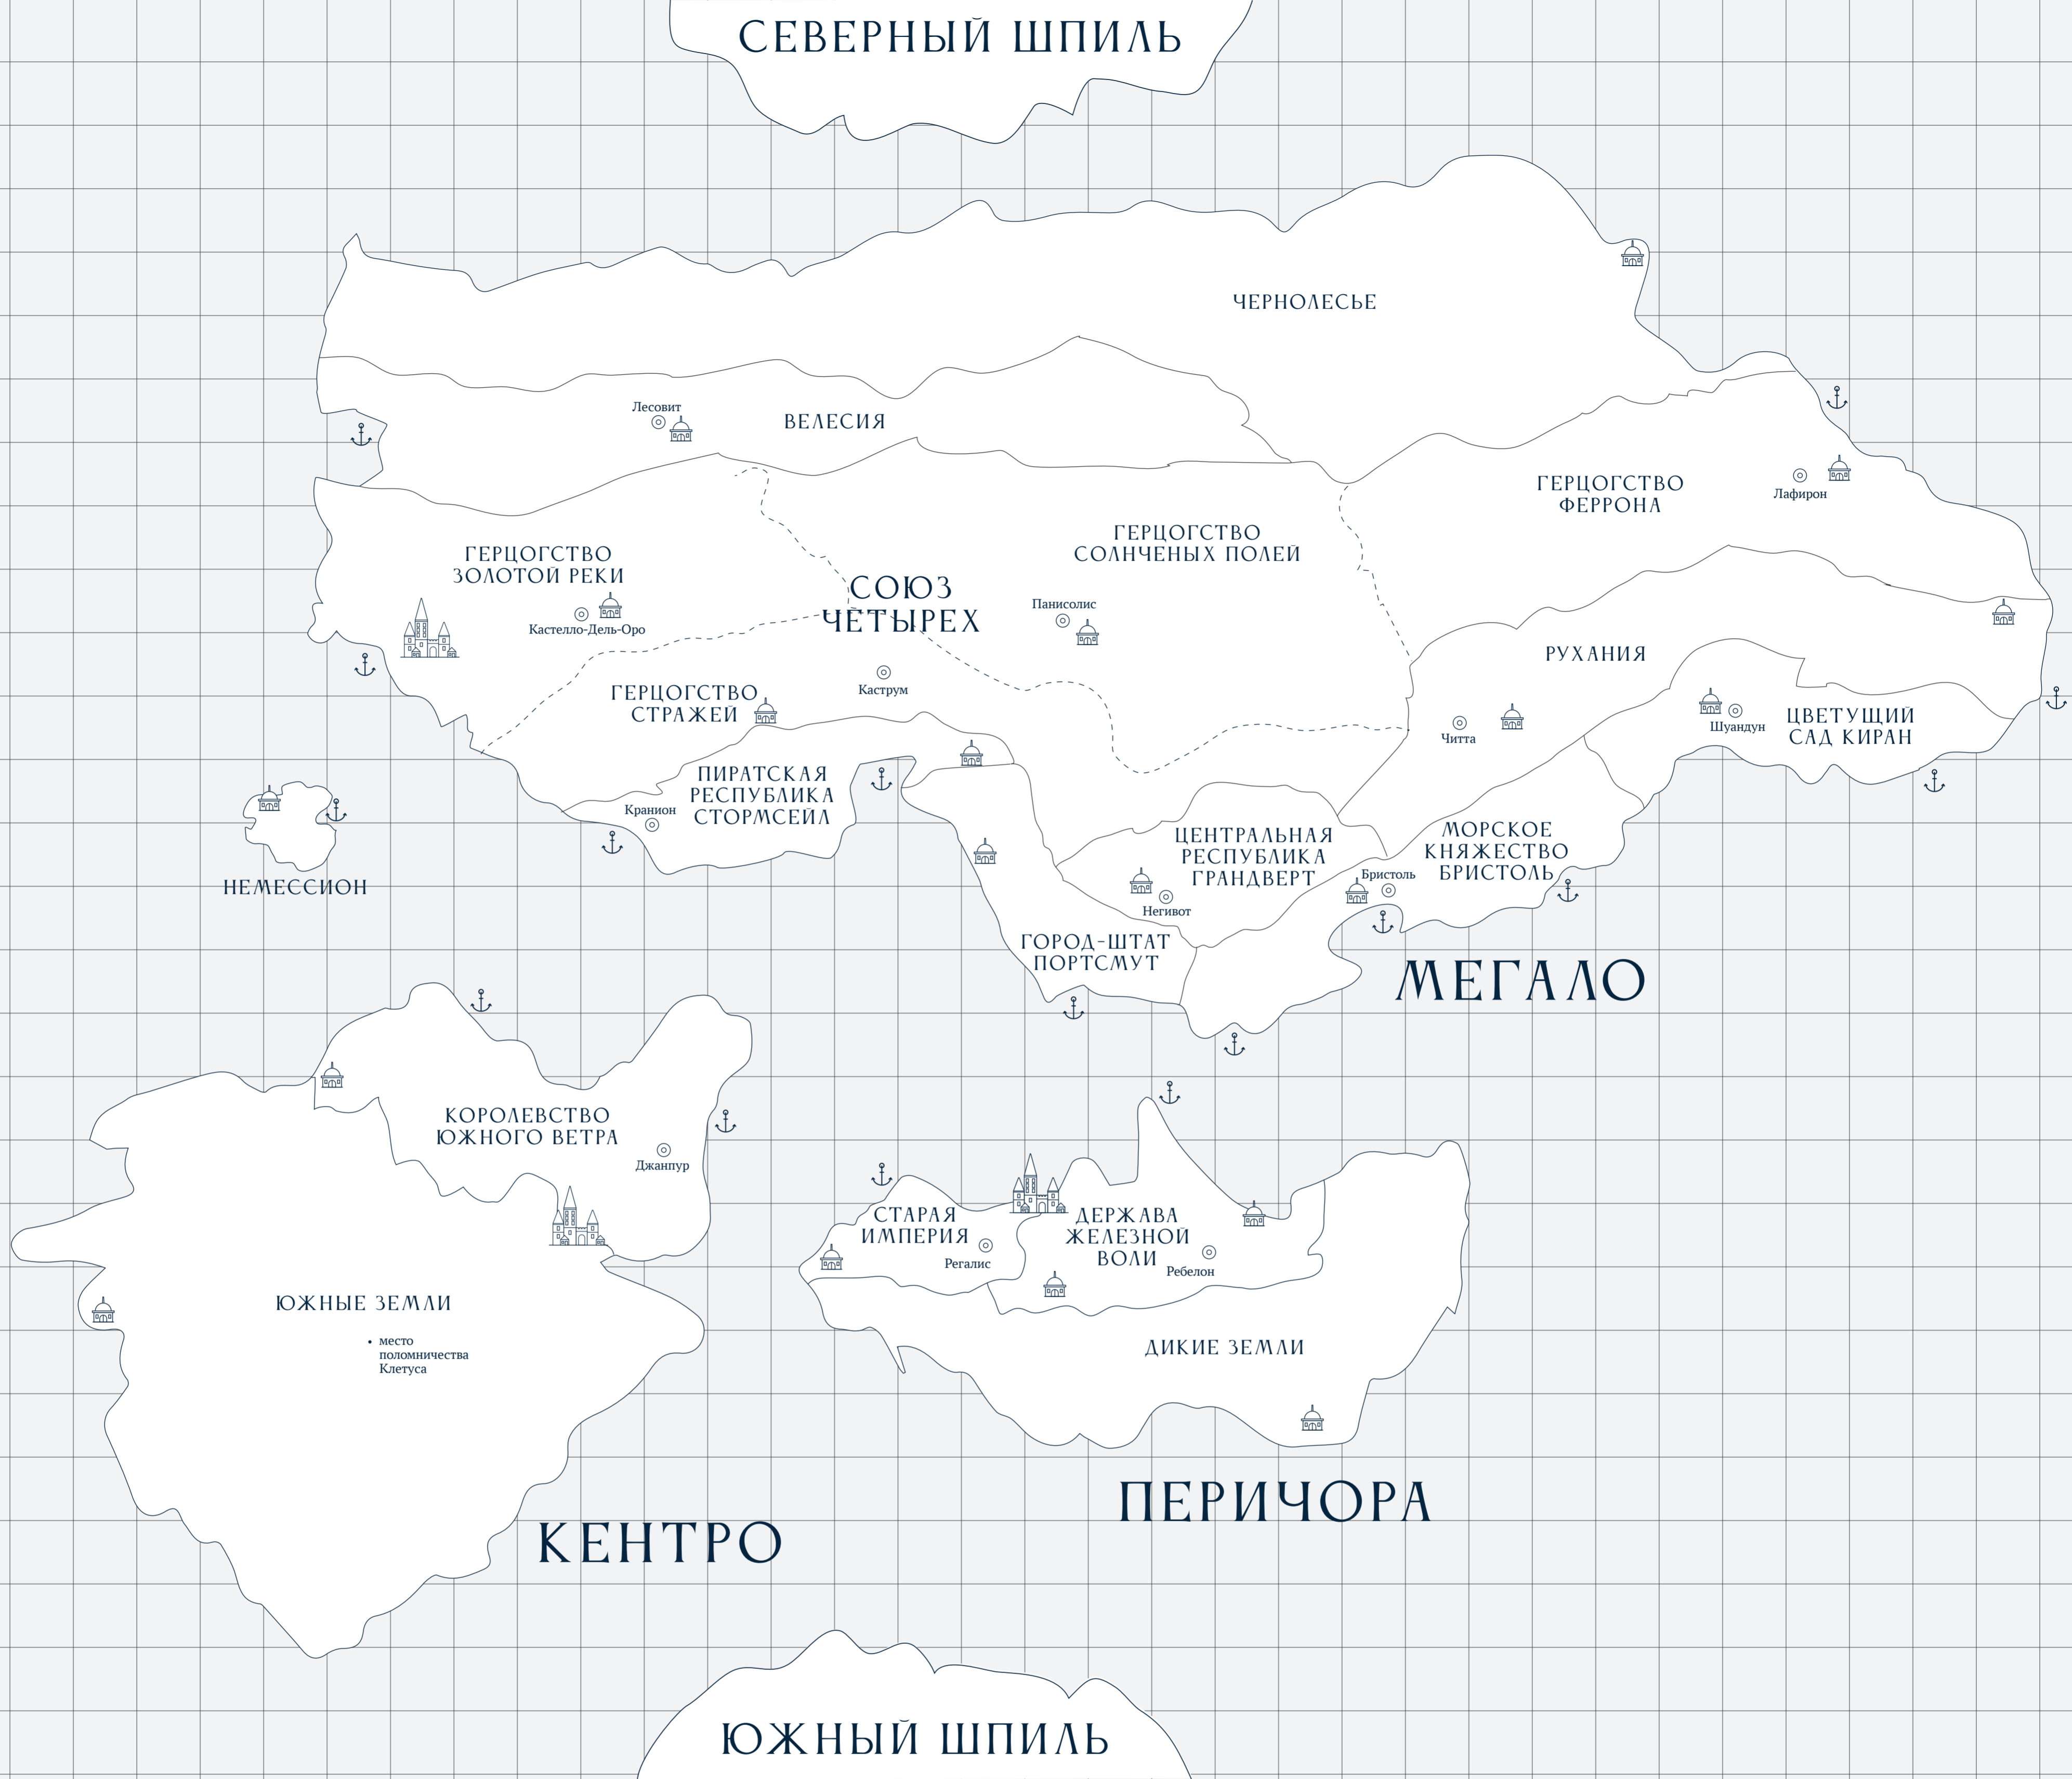 СЕВЕРНЫЙ ШПИЛЬ
ЧЕРНОЛЕСЬЕ
Лесовит
ВЕЛЕСИЯ
ГЕРЦОГСТВО
ФЕРРОНА
Лафирон
ГЕРЦОГСТВО
ЗОЛОТОЙ РЕКИ
Кастелло-Дель-Оро
СОЮЗ
ЧЕТЫРЕХ
ГЕРЦОГСТВО
СОЛНЧЕНЫХ ПОЛЕЙ
Панисолис
РУХАНИЯ
Читта
ГЕРЦОГСТВО
СТРАЖЕЙ
Каструм
Шуандун
ЦВЕТУЩИЙ
САД КИРАН
ПИРАТСКАЯ
РЕСПУБЛИКА
СТОРМСЕЙЛ
Кранион
ЦЕНТРАЛЬНАЯ
РЕСПУБЛИКА
ГРАНДВЕРТ
Негивот
МОРСКОЕ
КНЯЖЕСТВО
БРИСТОЛЬ
Бристоль
НЕМЕССИОН
ГОРОД-ШТАТ
ПОРТСМУТ
МЕГАЛО
КОРОЛЕВСТВО
ЮЖНОГО ВЕТРА
Джанпур
СТАРАЯ
ИМПЕРИЯ
Регалис
ДЕРЖАВА
ЖЕЛЕЗНОЙ
ВОЛИ
Ребелон
ЮЖНЫЕ ЗЕМЛИ
• место
поломничества
Клетуса
ДИКИЕ ЗЕМЛИ
ПЕРИЧОРА
КЕНТРО
ЮЖНЫЙ ШПИЛЬ